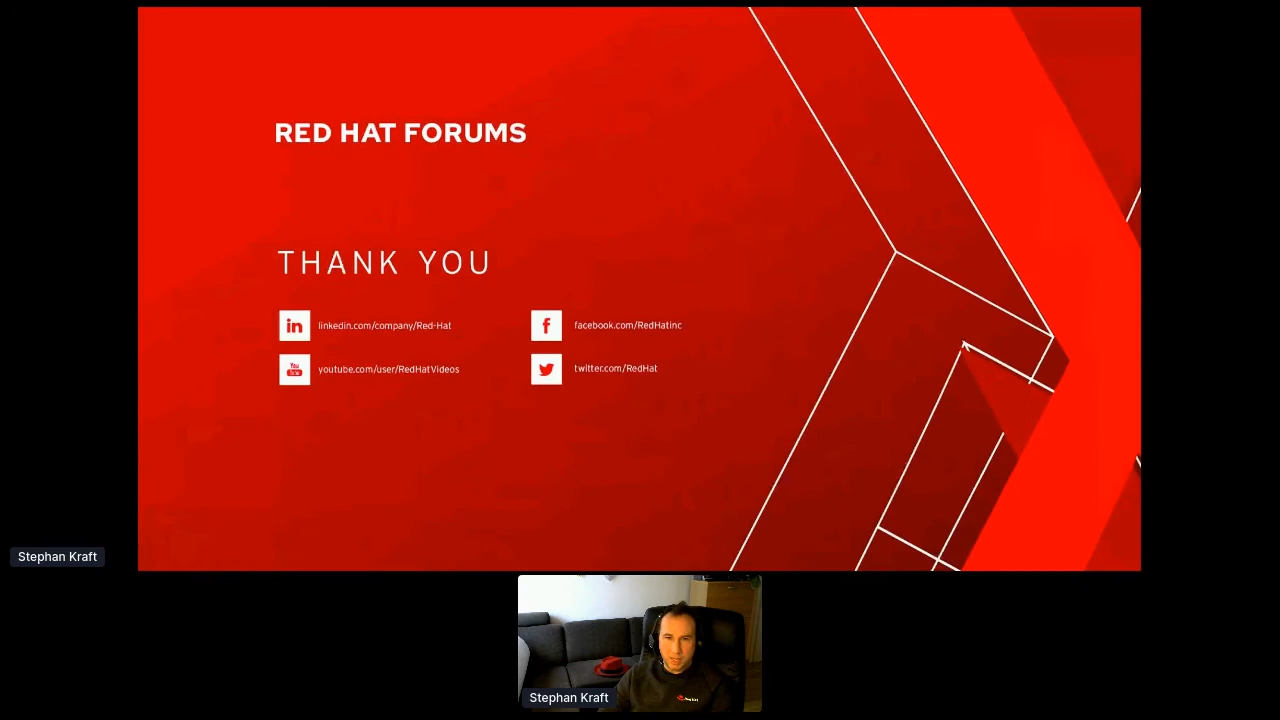 RED HAT FORUMS
THANK YOU
linkedin.com/company/Red-Hat
facebook.com/RedHatinc
youtube.com/user/RedHatVideos
twitter.com/RedHat
Stephan Kraft
Stephan Kraft